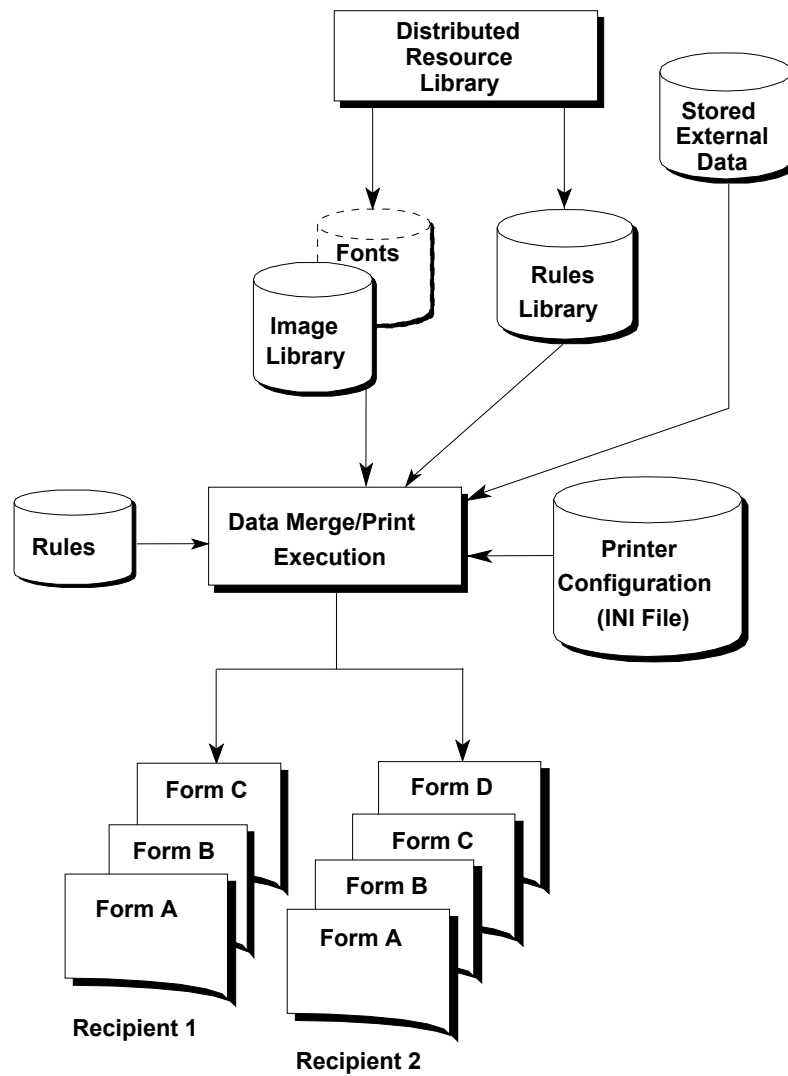 Distributed
Resource
Library
Stored
External
Data
Fonts
Image
Library
Rules
Library
Rules
Data Merge/Print
Execution
Printer
Configuration
(INI File)
Form C
Form B
Form A
Recipient 1
Form D
Form C
Form B
Form A
Recipient 2